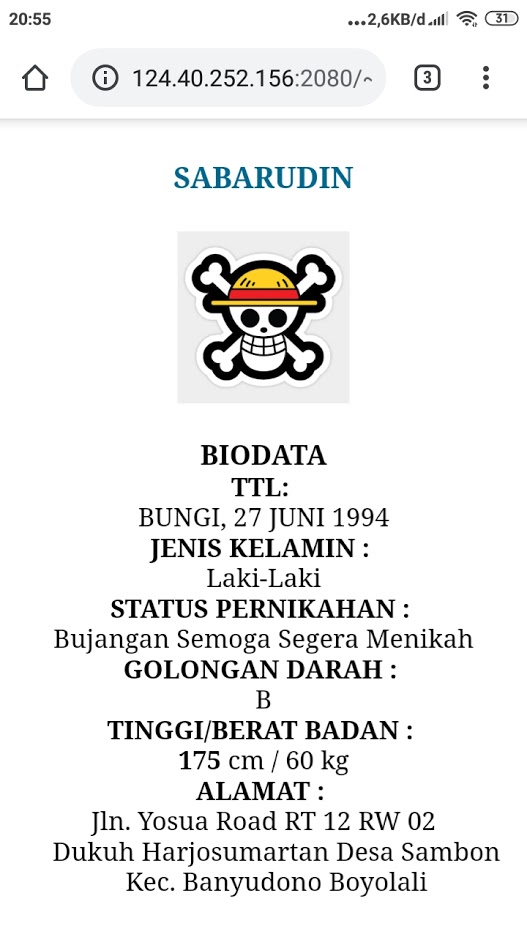 20:55
...2,6KB/d
31
124.40.252.156:2080/~
3
SABARUDIN
BIODATA
TTL:
BUNGI, 27 JUNI 1994
JENIS KELAMIN :
Laki-Laki
STATUS PERNIKAHAN :
Bujangan Semoga Segera Menikah
GOLONGAN DARAH :
B
TINGGI/BERAT BADAN :
175 cm / 60 kg
ALAMAT :
Jln. Yosua Road RT 12 RW 02
Dukuh Harjosumartan Desa Sambon
Kec. Banyudono Boyolali